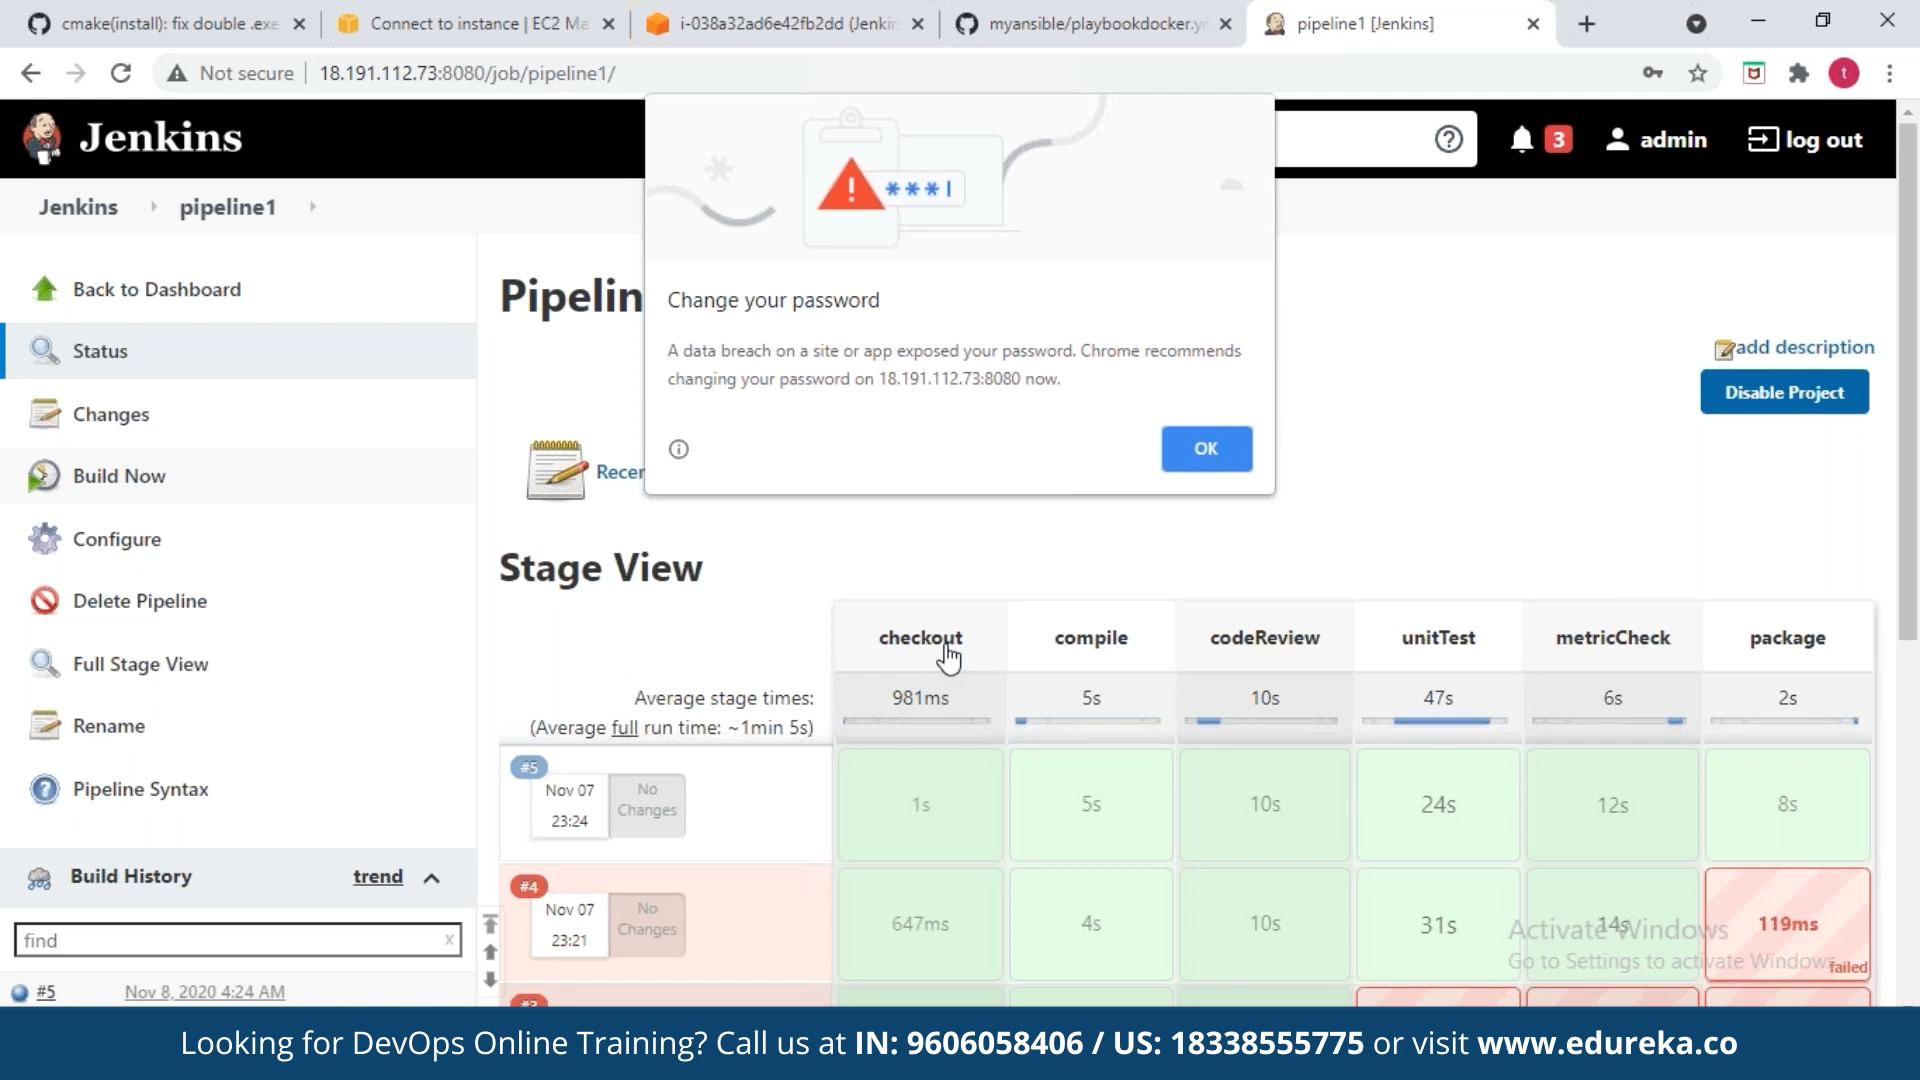 cmake(install): fix double .exe
Connect to instance | EC2 Ma
i-038a32ad6e42fb2dd (Jenkin
myansible/playbookdocker.y
pipeline1 [Jenkins]
Not secure
18.191.112.73:8080/job/pipeline1/
t
Jenkins
3
admin
log out
Jenkins
pipeline1
Back to Dashboard
Status
Changes
Build Now
Configure
Delete Pipeline
Full Stage View
Rename
Pipeline Syntax
Build History
trend
find
x
#5
Nov 8, 2020 4:24 AM
Pipelin
***|
Change your password
A data breach on a site or app exposed your password. Chrome recommends
changing your password on 18.191.112.73:8080 now.
OK
add description
Disable Project
Recer
Stage View
checkout compile codeReview unitTest metricCheck package
Average stage times:
(Average full run time: ~1min 5s)
981ms 5s 10s 47s 6s 2s
#5
Nov 07
23:24
No
Changes
1s 5s 10s 24s 12s 8s
#4
Nov 07
23:21
No
Changes
647ms 4s 10s 31s 14s 119ms
failed
#3
Activate Windows
Go to Settings to activate Windows.
Looking for DevOps Online Training? Call us at IN: 9606058406 / US: 18338555775 or visit www.edureka.co